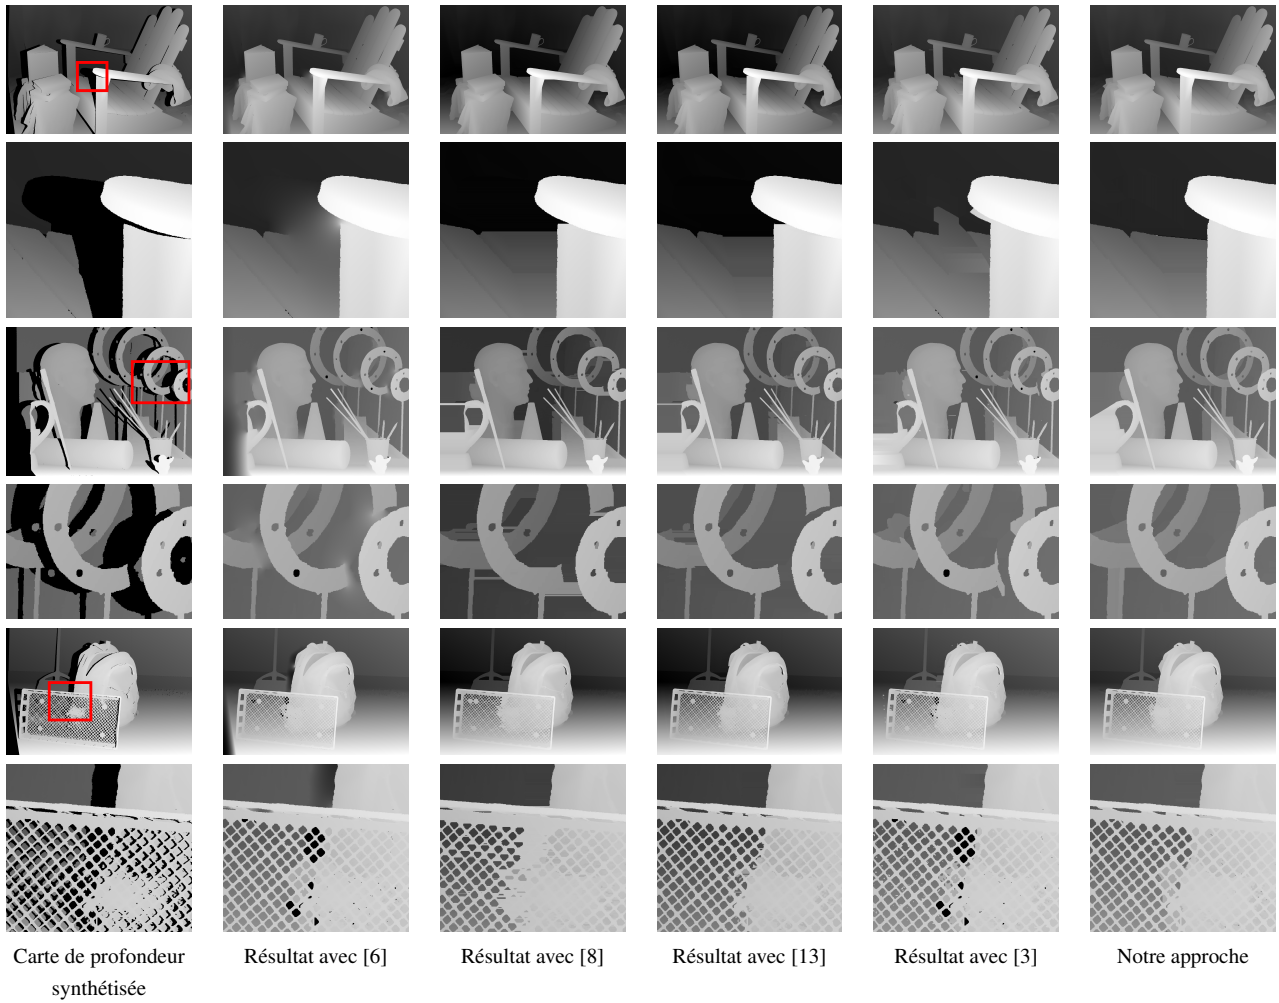 Carte de profondeur
synthétisée
Résultat avec [6]
Résultat avec [8]
Résultat avec [13]
Résultat avec [3]
Notre approche